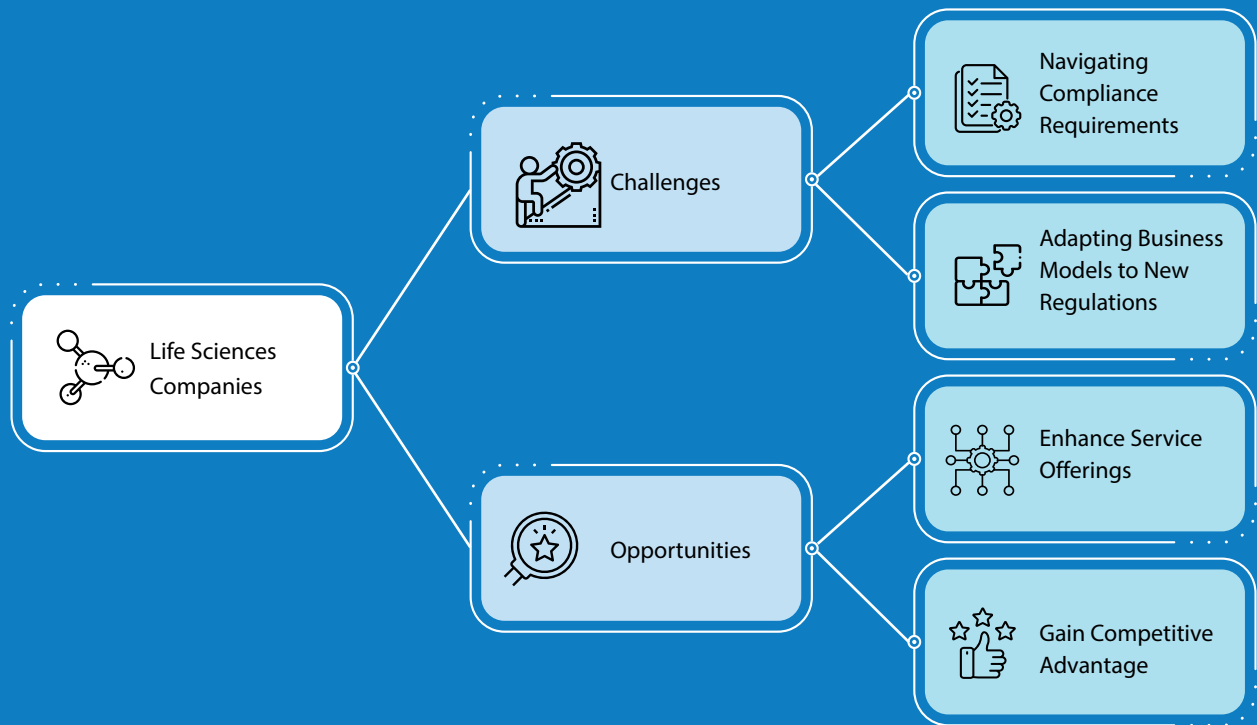 Life Sciences
Companies
Challenges
Navigating
Compliance
Requirements
Adapting Business
Models to New
Regulations
Opportunities
Enhance Service
Offerings
Gain Competitive
Advantage